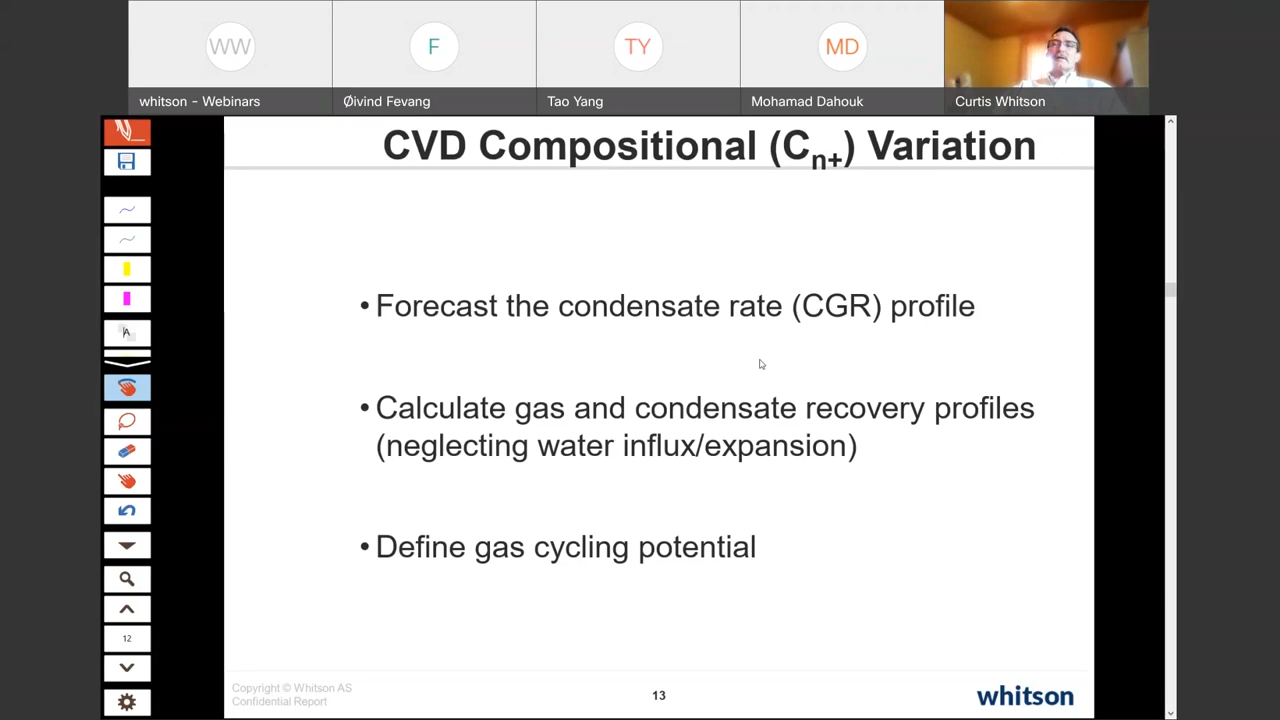 WW
F
TY
MD
whitson - Webinars
Øivind Fevang
Tao Yang
Mohamad Dahouk
Curtis Whitson
CVD Compositional (Cn+) Variation
• Forecast the condensate rate (CGR) profile
• Calculate gas and condensate recovery profiles
(neglecting water influx/expansion)
• Define gas cycling potential
A
12
Copyright © Whitson AS
Confidential Report
13
whitson